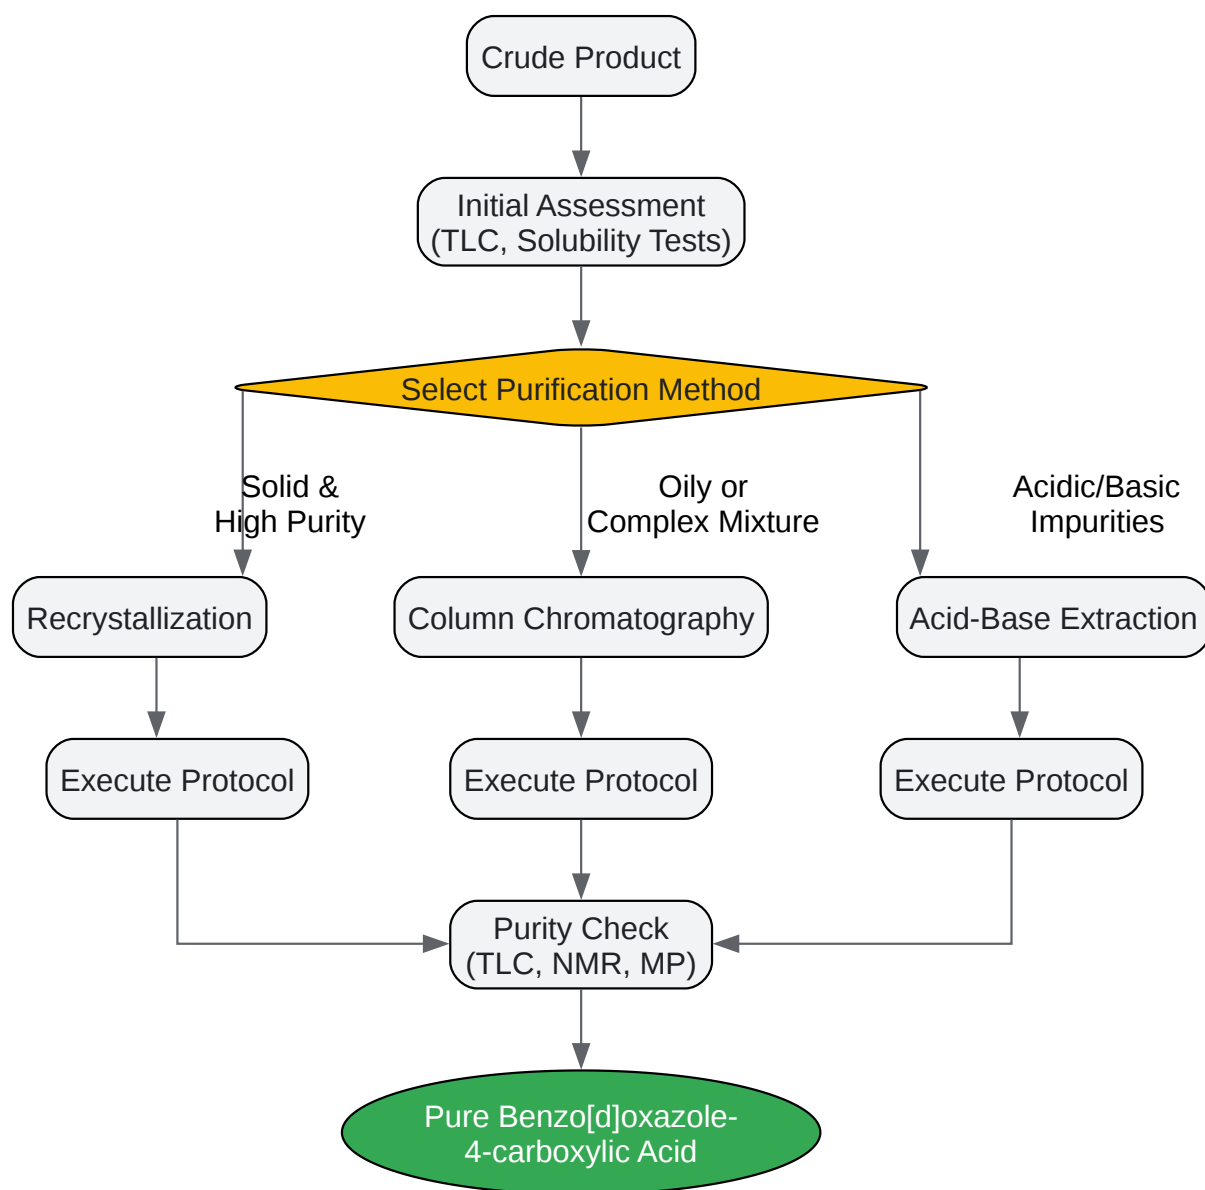 Crude Product
Initial Assessment
(TLC, Solubility Tests)
Select Purification Method
Solid &
High Purity
Oily or
Complex Mixture
Acidic/Basic
Impurities
Recrystallization
Column Chromatography
Acid-Base Extraction
Execute Protocol
Execute Protocol
Execute Protocol
Purity Check
(TLC, NMR, MP)
Pure Benzo[d]oxazole-
4-carboxylic Acid